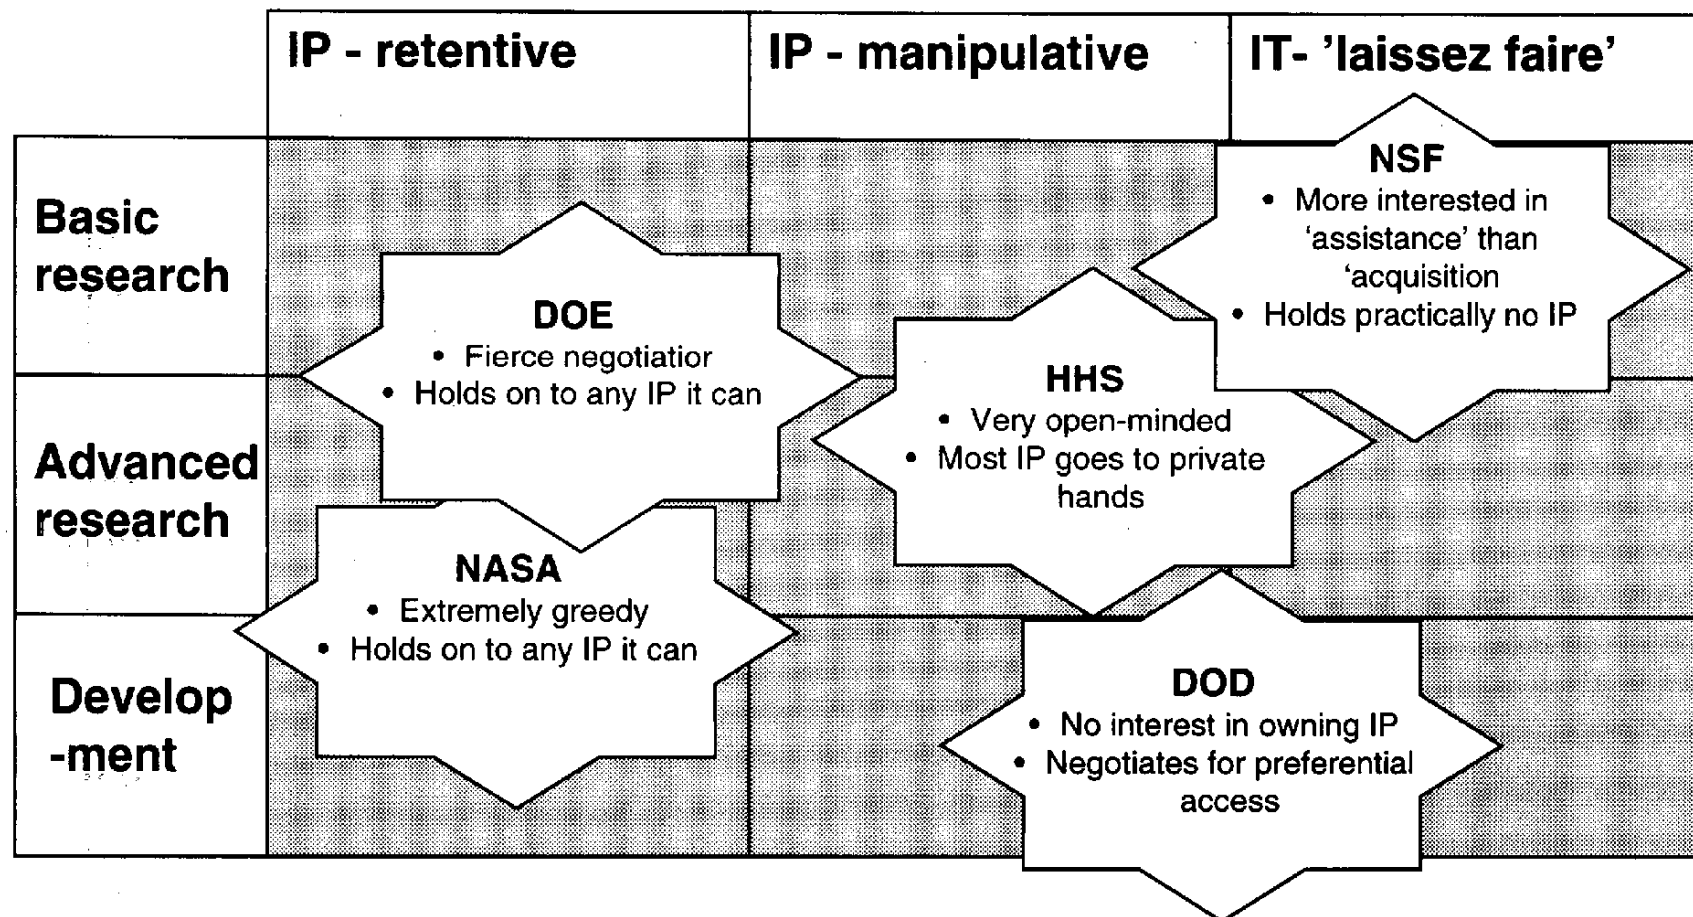 IP - retentive
IP - manipulative
IT- 'laissez faire'
Basic
research
Advanced
research
Develop
-ment
NSF
• More interested in
'assistance' than
'acquisition
• Holds practically no IP
DOE
• Fierce negotiatior
• Holds on to any IP it can
HHS
• Very open-minded
• Most IP goes to private
hands
NASA
• Extremely greedy
• Holds on to any IP it can
DOD
• No interest in owning IP
• Negotiates for preferential
access